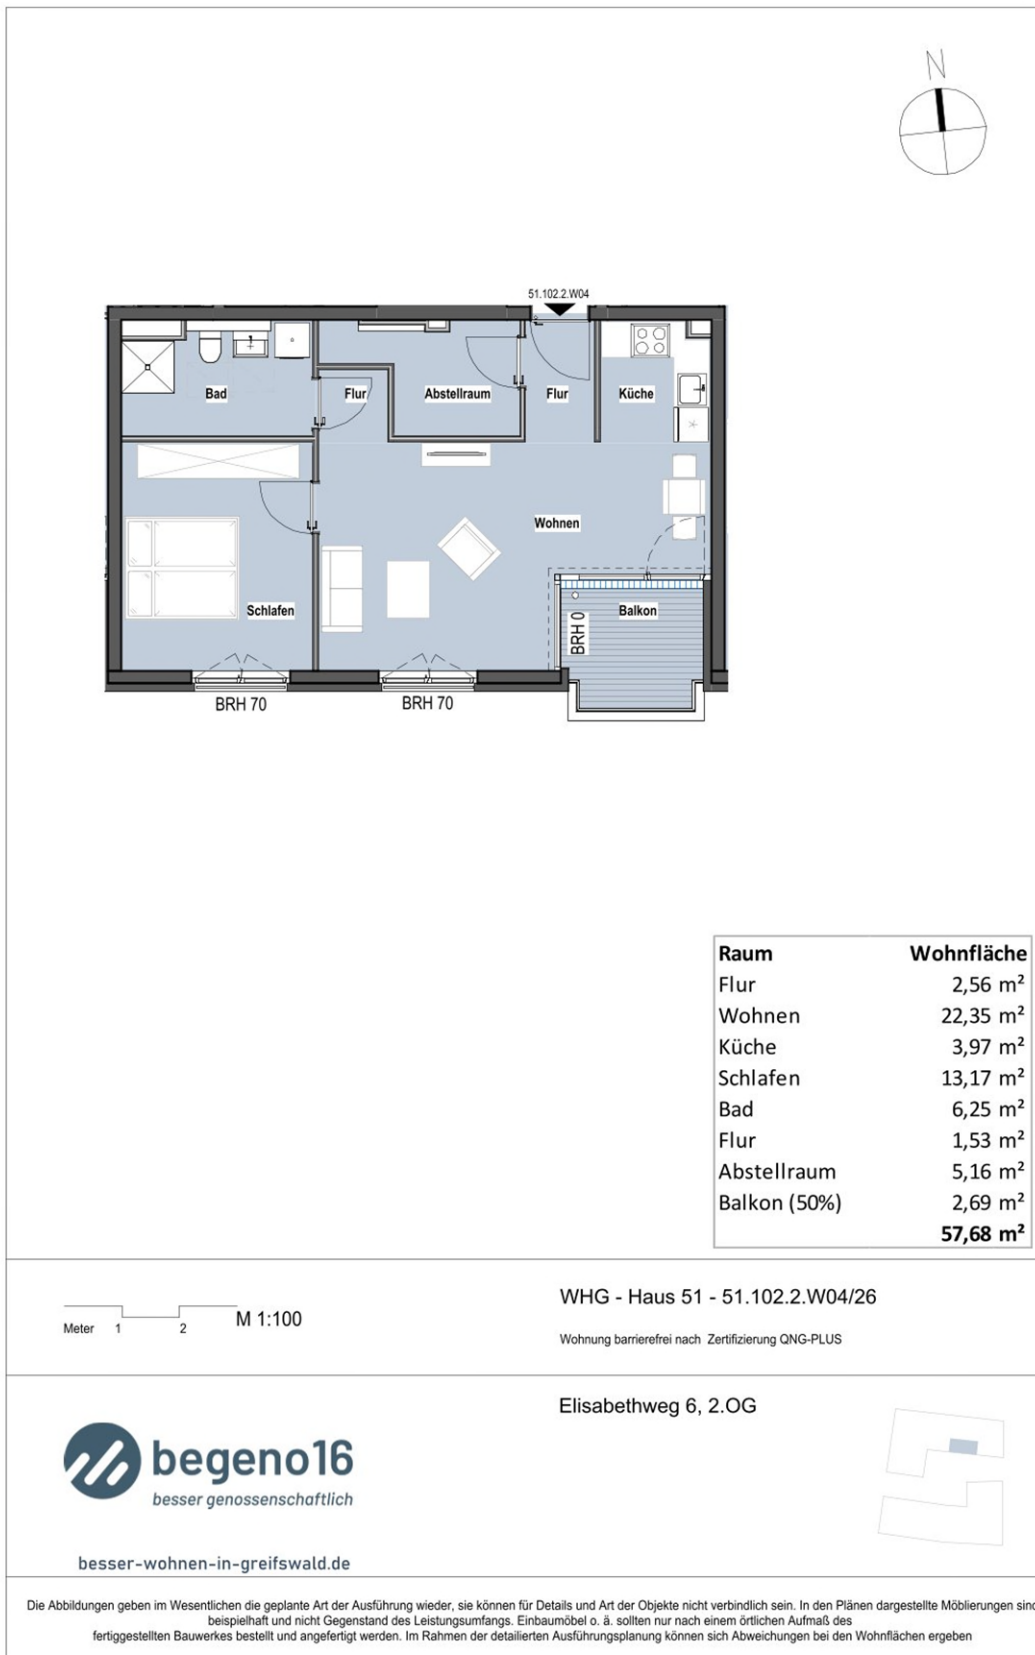 N
51.102.2.W04
Bad
Flur
Abstellraum
Flur
Küche
Wohnen
Schlafen
Balkon
BRH 0
BRH 70
BRH 70
Raum Wohnfläche
Flur 2,56 m²
Wohnen 22,35 m²
Küche 3,97 m²
Schlafen 13,17 m²
Bad 6,25 m²
Flur 1,53 m²
Abstellraum 5,16 m²
Balkon (50%) 2,69 m²
57,68 m²
Meter 1 2 M 1:100
WHG - Haus 51 - 51.102.2.W04/26
Wohnung barrierefrei nach Zertifizierung QNG-PLUS
Elisabethweg 6, 2.OG
begeno16
besser genossenschaftlich
besser-wohnen-in-greifswald.de
Die Abbildungen geben im Wesentlichen die geplante Art der Ausführung wieder, sie können für Details und Art der Objekte nicht verbindlich sein. In den Plänen dargestellte Möblierungen sind
beispielhaft und nicht Gegenstand des Leistungsumfangs. Einbaumöbel o. ä. sollten nur nach einem örtlichen Aufmaß des
fertiggestellten Bauwerkes bestellt und angefertigt werden. Im Rahmen der detailierten Ausführungsplanung können sich Abweichungen bei den Wohnflächen ergeben